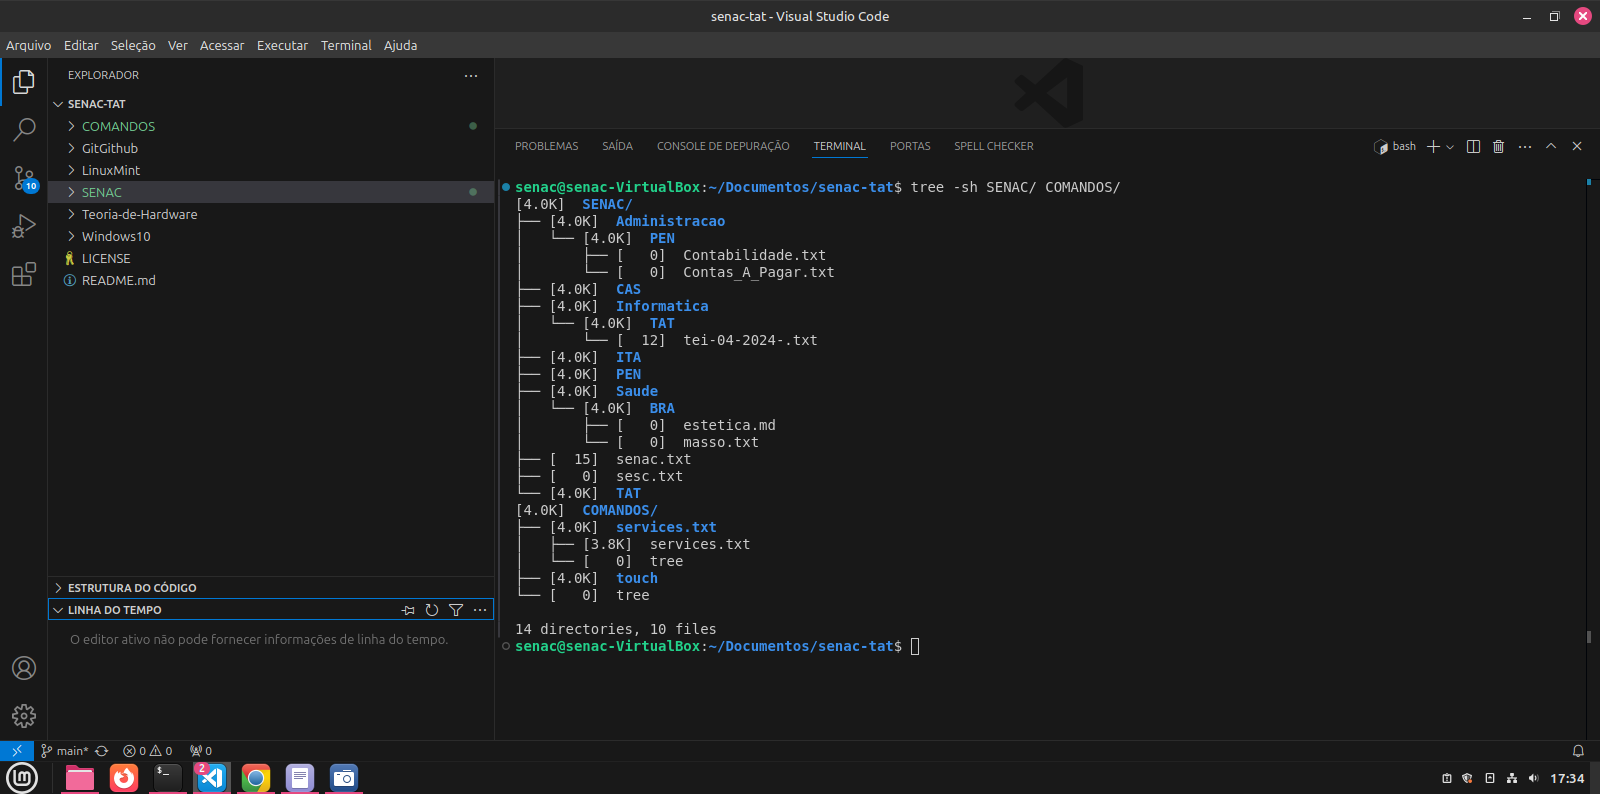 senac-tat - Visual Studio Code
Arquivo Editar Seleção Ver Acessar Executar Terminal Ajuda
EXPLORADOR
SENAC-TAT
COMANDOS
GitGithub
LinuxMint
SENAC
Teoria-de-Hardware
Windows10
LICENSE
README.md
ESTRUTURA DO CÓDIGO
LINHA DO TEMPO
O editor ativo não pode fornecer informações de linha do tempo.
10
PROBLEMAS SAÍDA CONSOLE DE DEPURAÇÃO TERMINAL PORTAS SPELL CHECKER
bash
senac@senac-VirtualBox:~/Documentos/senac-tat$ tree -sh SENAC/ COMANDOS/
[4.0K]  SENAC/
├── [4.0K]  Administracao
│   └── [4.0K]  PEN
│       ├── [   0]  Contabilidade.txt
│       └── [   0]  Contas_A_Pagar.txt
├── [4.0K]  CAS
├── [4.0K]  Informatica
│   └── [4.0K]  TAT
│       └── [  12]  tei-04-2024-.txt
├── [4.0K]  ITA
├── [4.0K]  PEN
├── [4.0K]  Saude
│   └── [4.0K]  BRA
│       ├── [   0]  estetica.md
│       └── [   0]  masso.txt
├── [  15]  senac.txt
├── [   0]  sesc.txt
└── [4.0K]  TAT
[4.0K]  COMANDOS/
├── [4.0K]  services.txt
│   ├── [3.8K]  services.txt
│   └── [   0]  tree
├── [4.0K]  touch
└── [   0]  tree
14 directories, 10 files
senac@senac-VirtualBox:~/Documentos/senac-tat$
main* 0 0 0
2
17:34